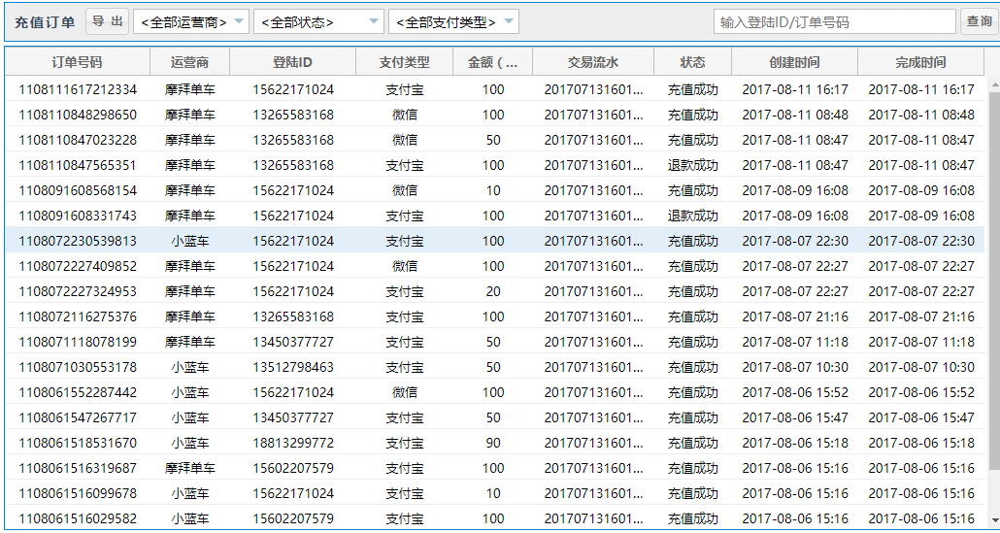 充值订单 导 出 <全部运营商> <全部状态> <全部支付类型> 输入登陆ID/订单号码 查询
订单号码 运营商 登陆ID 支付类型 金额（... 交易流水 状态 创建时间 完成时间
1108111617212334 摩拜单车 15622171024 支付宝 100 201707131601... 充值成功 2017-08-11 16:17 2017-08-11 16:17
1108110848298650 摩拜单车 13265583168 微信 100 201707131601... 充值成功 2017-08-11 08:48 2017-08-11 08:48
1108110847023228 摩拜单车 13265583168 微信 50 201707131601... 充值成功 2017-08-11 08:47 2017-08-11 08:47
1108110847565351 摩拜单车 13265583168 支付宝 100 201707131601... 退款成功 2017-08-11 08:47 2017-08-11 08:47
1108091608568154 摩拜单车 15622171024 微信 10 201707131601... 充值成功 2017-08-09 16:08 2017-08-09 16:08
1108091608331743 摩拜单车 15622171024 支付宝 100 201707131601... 退款成功 2017-08-09 16:08 2017-08-09 16:08
1108072230539813 小蓝车 15622171024 支付宝 100 201707131601... 充值成功 2017-08-07 22:30 2017-08-07 22:30
1108072227409852 摩拜单车 15622171024 微信 100 201707131601... 充值成功 2017-08-07 22:27 2017-08-07 22:27
1108072227324953 摩拜单车 15622171024 支付宝 20 201707131601... 充值成功 2017-08-07 22:27 2017-08-07 22:27
1108072116275376 摩拜单车 13265583168 支付宝 100 201707131601... 充值成功 2017-08-07 21:16 2017-08-07 21:16
1108071118078199 摩拜单车 13450377727 支付宝 50 201707131601... 充值成功 2017-08-07 11:18 2017-08-07 11:18
1108071030553178 小蓝车 13512798463 支付宝 50 201707131601... 充值成功 2017-08-07 10:30 2017-08-07 10:30
1108061552287442 小蓝车 15622171024 微信 100 201707131601... 充值成功 2017-08-06 15:52 2017-08-06 15:52
1108061547267717 小蓝车 13450377727 支付宝 50 201707131601... 充值成功 2017-08-06 15:47 2017-08-06 15:47
1108061518531670 小蓝车 18813299772 支付宝 90 201707131601... 充值成功 2017-08-06 15:18 2017-08-06 15:18
1108061516319687 摩拜单车 15602207579 支付宝 100 201707131601... 充值成功 2017-08-06 15:16 2017-08-06 15:16
1108061516099678 小蓝车 15622171024 支付宝 10 201707131601... 充值成功 2017-08-06 15:16 2017-08-06 15:16
1108061516029582 小蓝车 15602207579 支付宝 100 201707131601... 充值成功 2017-08-06 15:16 2017-08-06 15:16